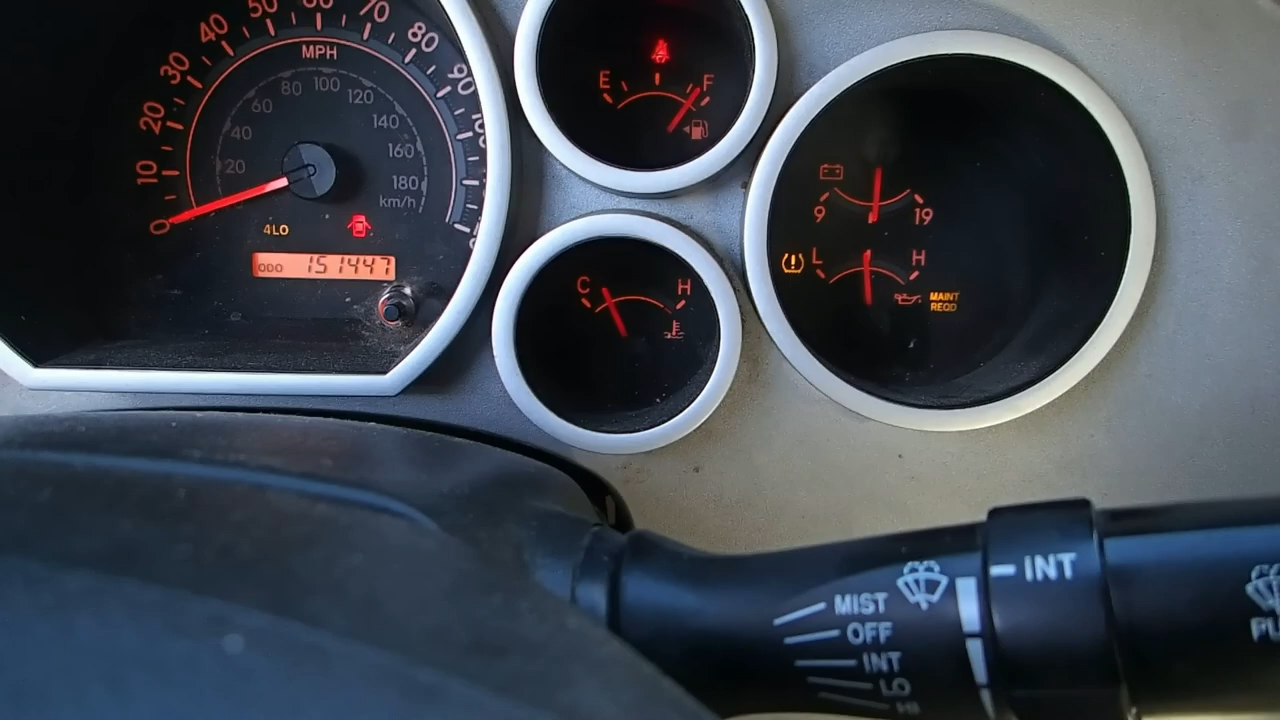 50 60 70
40 80
30 MPH 90
20 80 100 120
60 140
40 160
10 20 180
0 km/h
4LO
ODO 151447
E F
C H
9 19
L H
MAINT
REQD
INT
MIST
OFF
INT
LO
HI